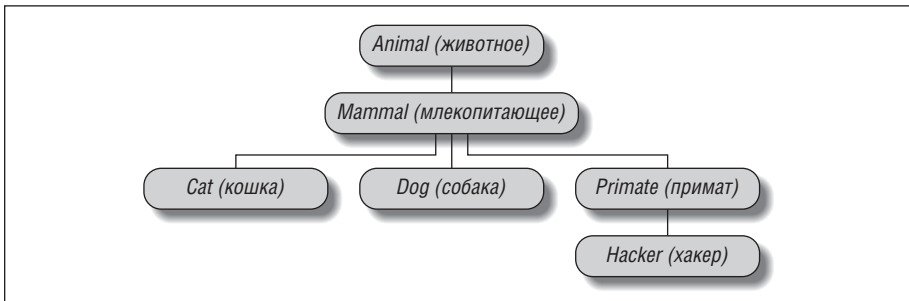 Animal (животное)
Mammal (млекопитающее)
Cat (кошка)
Dog (собака)
Primate (примат)
Hacker (хакер)